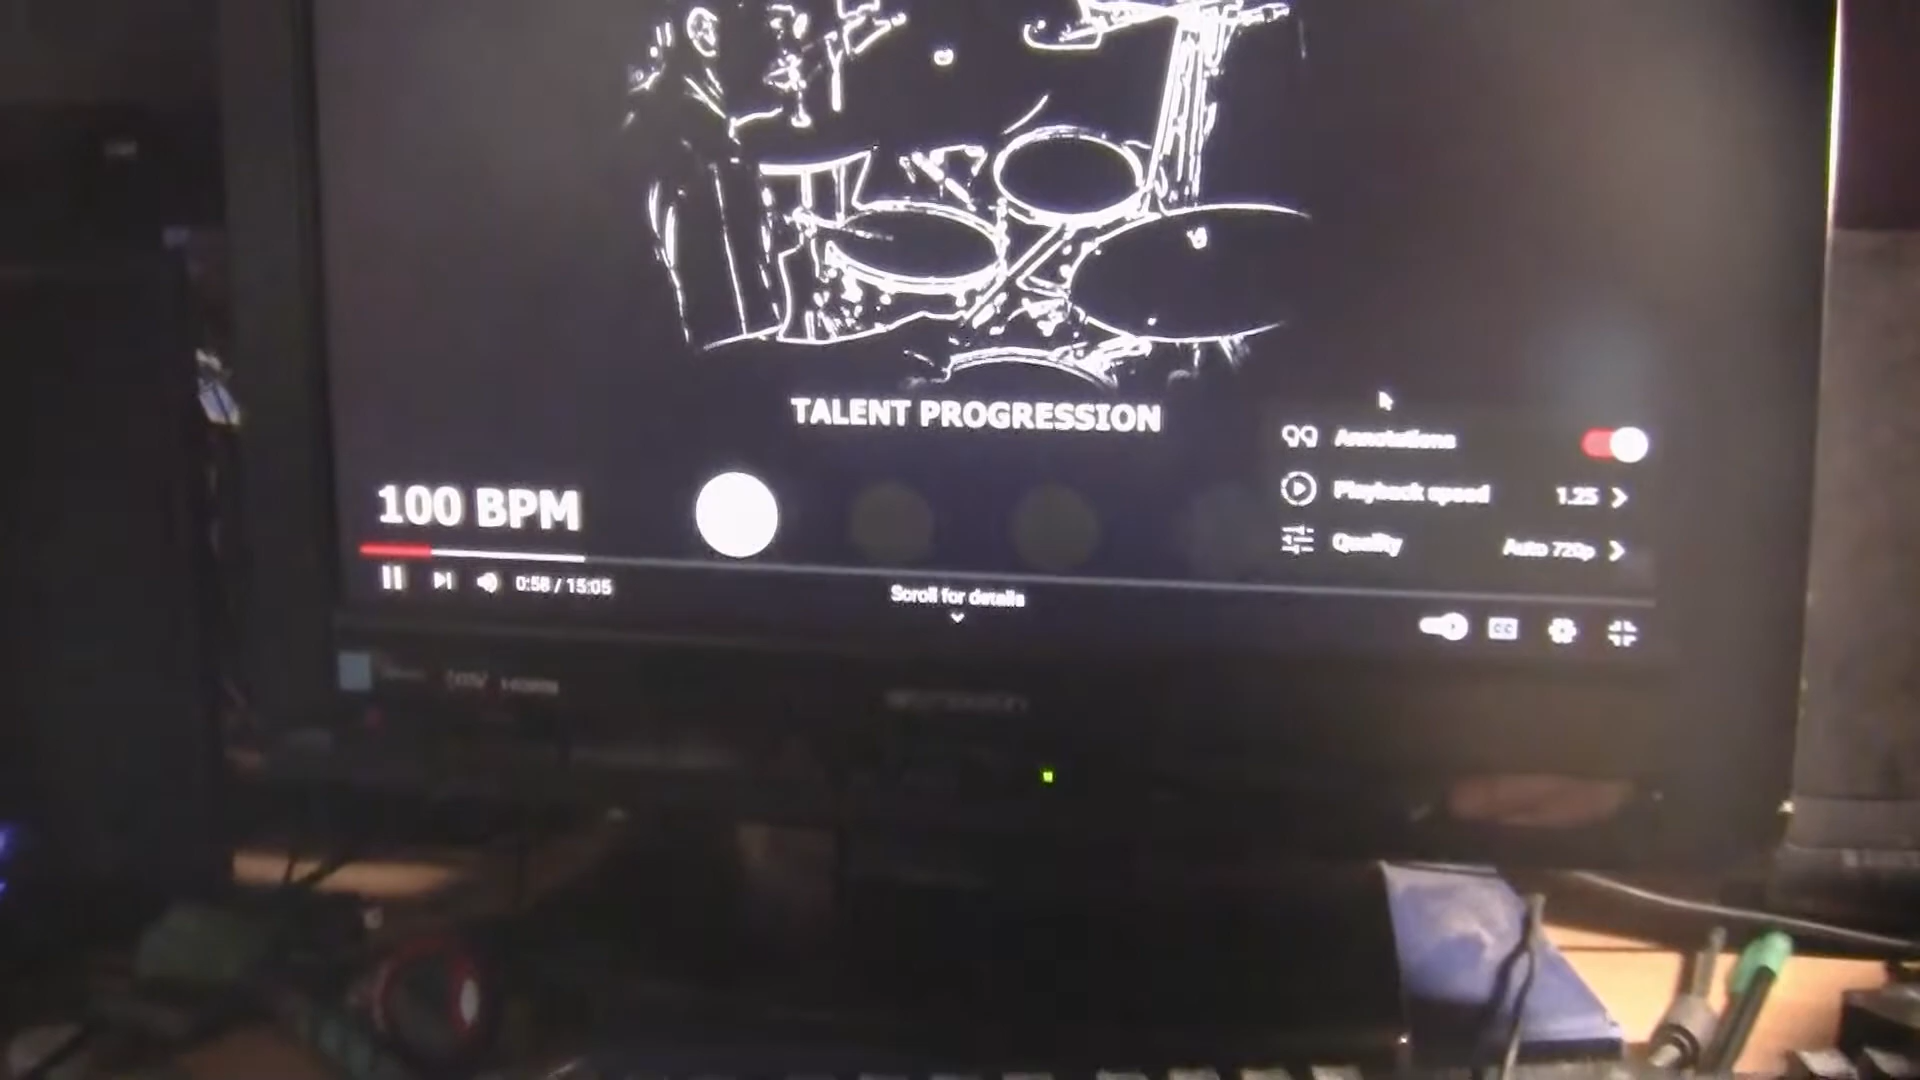 TALENT PROGRESSION
Annotations
100 BPM
Playback speed 1.25
Quality Auto 720p
0:58 / 15:05
Scroll for details
CC